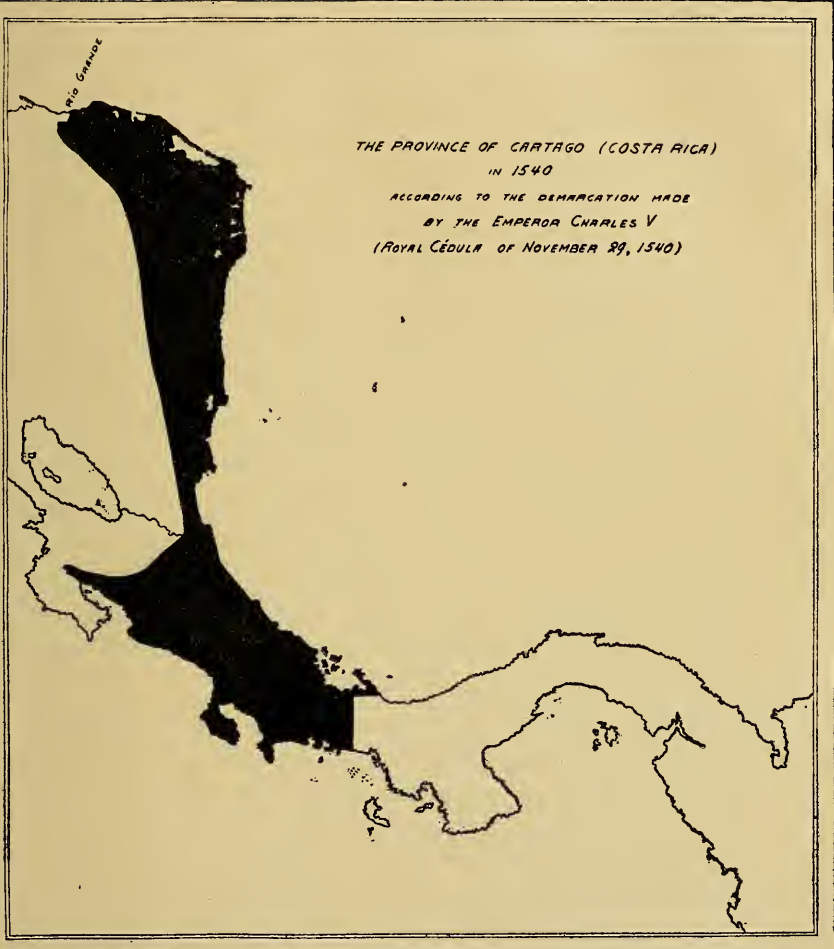 RIO GRANDE
THE PROVINCE OF CARTAGO (COSTA RICA)
IN 1540
ACCORDING TO THE DEMARCATION MADE
BY THE EMPEROR CHARLES V
(ROYAL CÉDULA OF NOVEMBER 29, 1540)